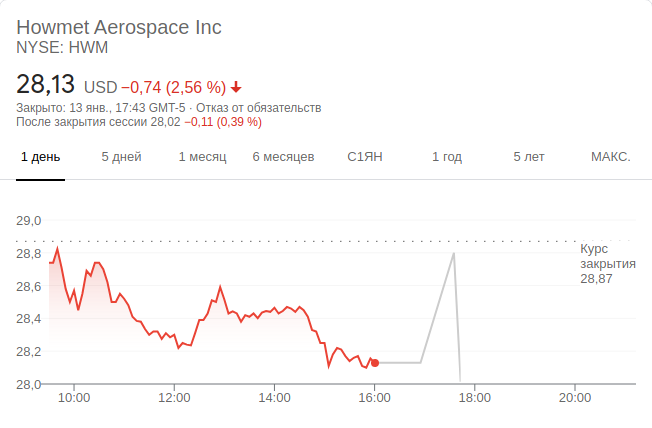 Howmet Aerospace Inc
NYSE: HWM
28,13 USD −0,74 (2,56 %)
Закрыто: 13 янв., 17:43 GMT-5 · Отказ от обязательств
После закрытия сессии 28,02 −0,11 (0,39 %)
1 день 5 дней 1 месяц 6 месяцев С1ЯН 1 год 5 лет МАКС.
29,0
28,8
28,6
28,4
28,2
28,0
Курс
закрытия
28,87
10:00 12:00 14:00 16:00 18:00 20:00